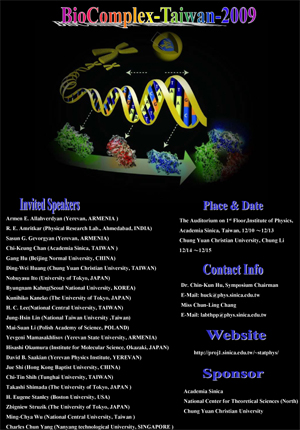 BioComplex-Taiwan-2009
Invited Speakers
Armen E. Allahverdyan (Yerevan, ARMENIA )
R. E. Amritkar (Physical Research Lab., Ahmedabad, INDIA)
Sasun G. Gevorgyan (Yerevan, ARMENIA)
Chi-Keung Chan (Academia Sinica, TAIWAN )
Gang Hu (Beijing Normal University, CHINA)
Ding-Wei Huang (Chung Yuan Christian University, TAIWAN)
Nobuyasu Ito (University of Tokyo, JAPAN)
Byungnam Kahng(Seoul National University, KOREA)
Kunihiko Kaneko (The University of Tokyo, JAPAN)
H. C. Lee(National Central University, TAIWAN)
Jung-Hsin Lin (National Taiwan University ,Taiwan)
Mai-Suan Li (Polish Academy of Science, POLAND)
Yevgeni Mamasakhlisov (Yerevan State University, ARMENIA)
Hisashi Okumura (Institute for Molecular Science, Okazaki, JAPAN)
David B. Saakian (Yerevan Physics Institute, YEREVAN)
Jue Shi (Hong Kong Baptist University, CHINA)
Chi-Tin Shih (Tunghai University, TAIWAN)
Takashi Shimada (The University of Tokyo, JAPAN )
H. Eugene Stanley (Boston University, USA)
Zbigniew Struzik (The University of Tokyo, JAPAN)
Ming-Chya Wu (National Central University, TAIWAN )
Charles Chun Yang (Nanyang technological University, SINGAPORE )
Place & Date
The Auditorium on 1st Floor,Institute of Physics,
Academia Sinica, Taiwan, 12/10 ~ 12/13
Chung Yuan Christian University, Chung Li
12/14 ~ 12/15
Contact Info
Dr. Chin-Kun Hu, Symposium Chairman
E-Mail: huck@phys.sinica.edu.tw
Miss Chun-Ling Chang
E-Mail: labthpp@phys.sinica.edu.tw
Website
http://proj1.sinica.edu.tw/~statphys/
Sponsor
Academia Sinica
National Center for Theoretical Sciences (North)
Chung Yuan Christian University